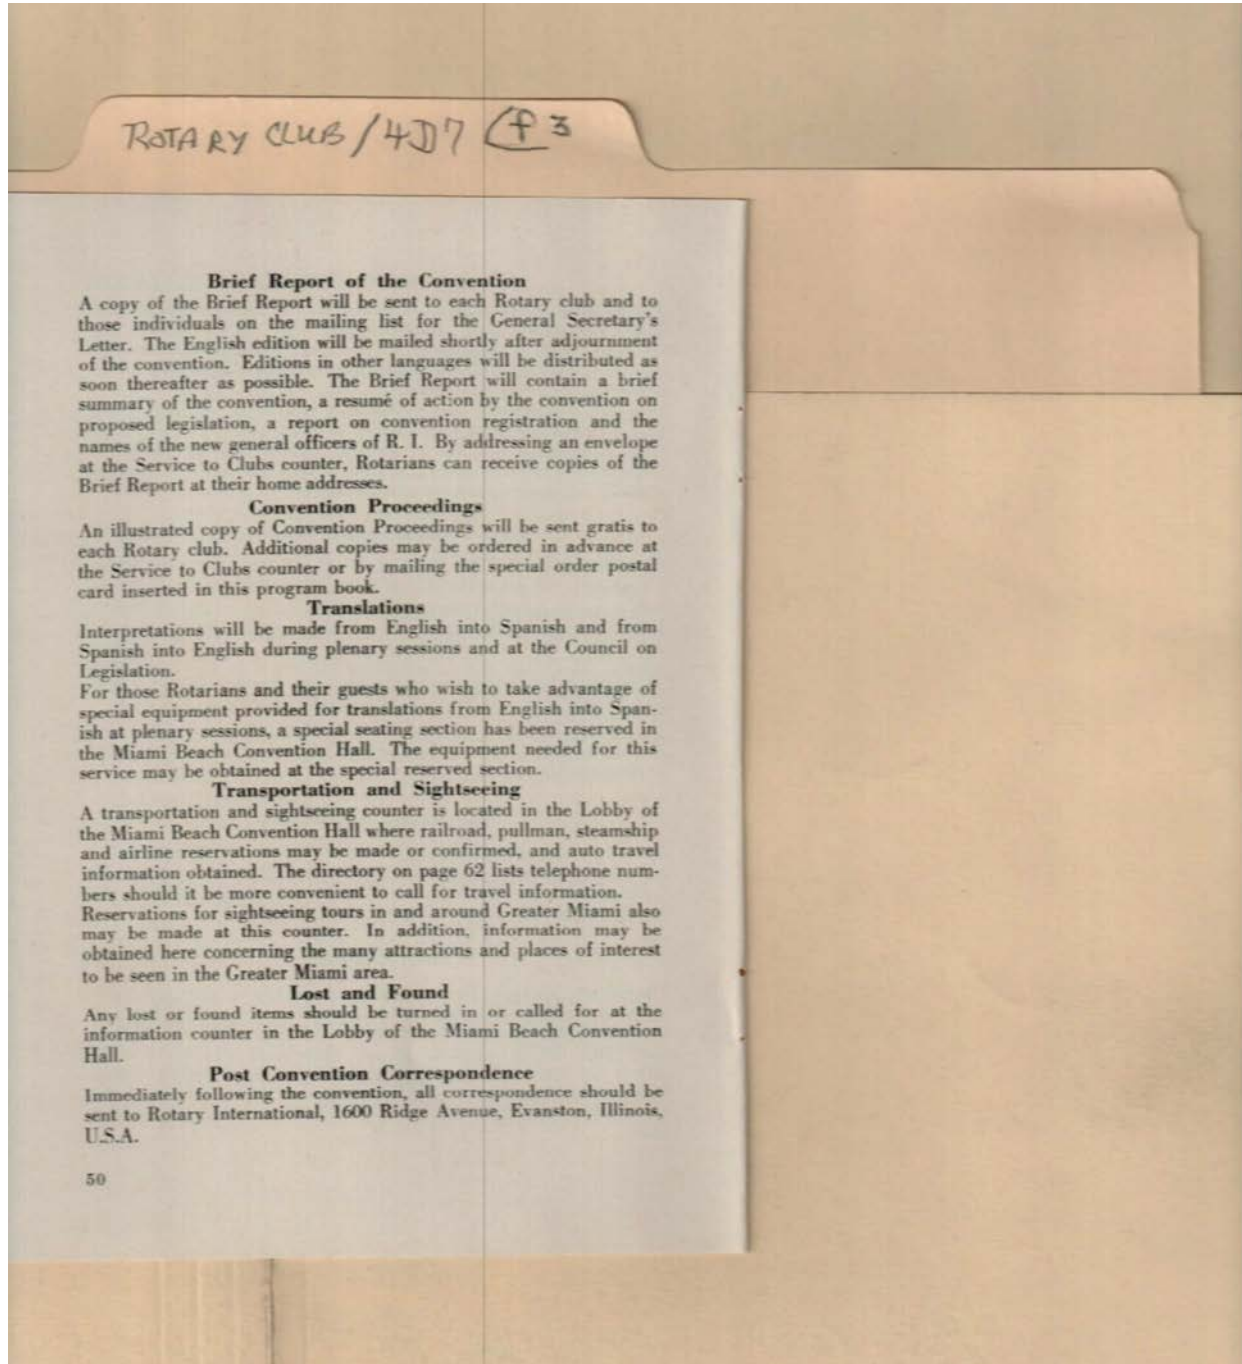 ROTARY CLUB/4D7 f3
Brief Report of the Convention
A copy of the Brief Report will be sent to each Rotary club and to
those individuals on the mailing list for the General Secretary's
Letter. The English edition will be mailed shortly after adjournment
of the convention. Editions in other languages will be distributed as
soon thereafter as possible. The Brief Report will contain a brief
summary of the convention, a resumé of action by the convention on
proposed legislation, a report on convention registration and the
names of the new general officers of R. I. By addressing an envelope
at the Service to Clubs counter, Rotarians can receive copies of the
Brief Report at their home addresses.
Convention Proceedings
An illustrated copy of Convention Proceedings will be sent gratis to
each Rotary club. Additional copies may be ordered in advance at
the Service to Clubs counter or by mailing the special order postal
card inserted in this program book.
Translations
Interpretations will be made from English into Spanish and from
Spanish into English during plenary sessions and at the Council on
Legislation.
For those Rotarians and their guests who wish to take advantage of
special equipment provided for translations from English into Span-
ish at plenary sessions, a special seating section has been reserved in
the Miami Beach Convention Hall. The equipment needed for this
service may be obtained at the special reserved section.
Transportation and Sightseeing
A transportation and sightseeing counter is located in the Lobby of
the Miami Beach Convention Hall where railroad, pullman, steamship
and airline reservations may be made or confirmed, and auto travel
information obtained. The directory on page 62 lists telephone num-
bers should it be more convenient to call for travel information.
Reservations for sightseeing tours in and around Greater Miami also
may be made at this counter. In addition, information may be
obtained here concerning the many attractions and places of interest
to be seen in the Greater Miami area.
Lost and Found
Any lost or found items should be turned in or called for at the
information counter in the Lobby of the Miami Beach Convention
Hall.
Post Convention Correspondence
Immediately following the convention, all correspondence should be
sent to Rotary International, 1600 Ridge Avenue, Evanston, Illinois,
U.S.A.
50